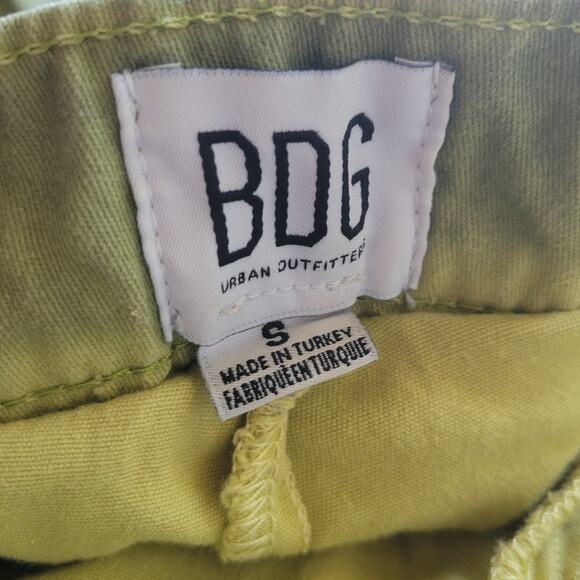 BDG
URBAN OUTFITTERS
S
MADE IN TURKEY
FABRIQUÉ EN TURQUIE